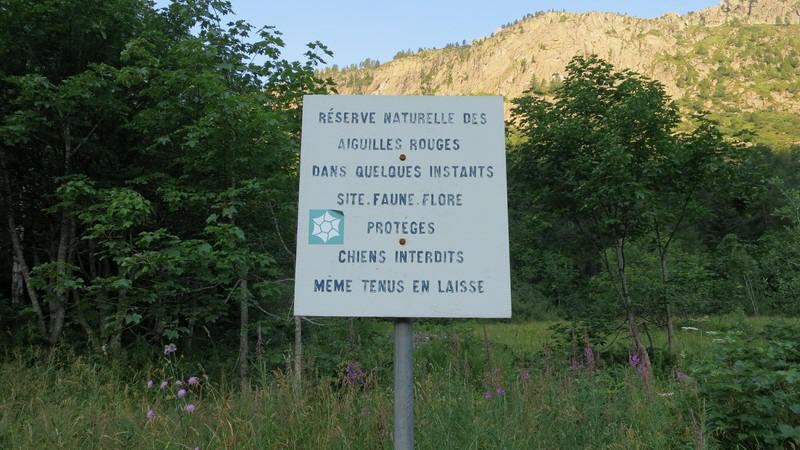 RÉSERVE NATURELLE DES
AIGUILLES ROUGES
DANS QUELQUES INSTANTS
SITE.FAUNE.FLORE
PROTÉGÉS
CHIENS INTERDITS
MÊME TENUS EN LAISSE